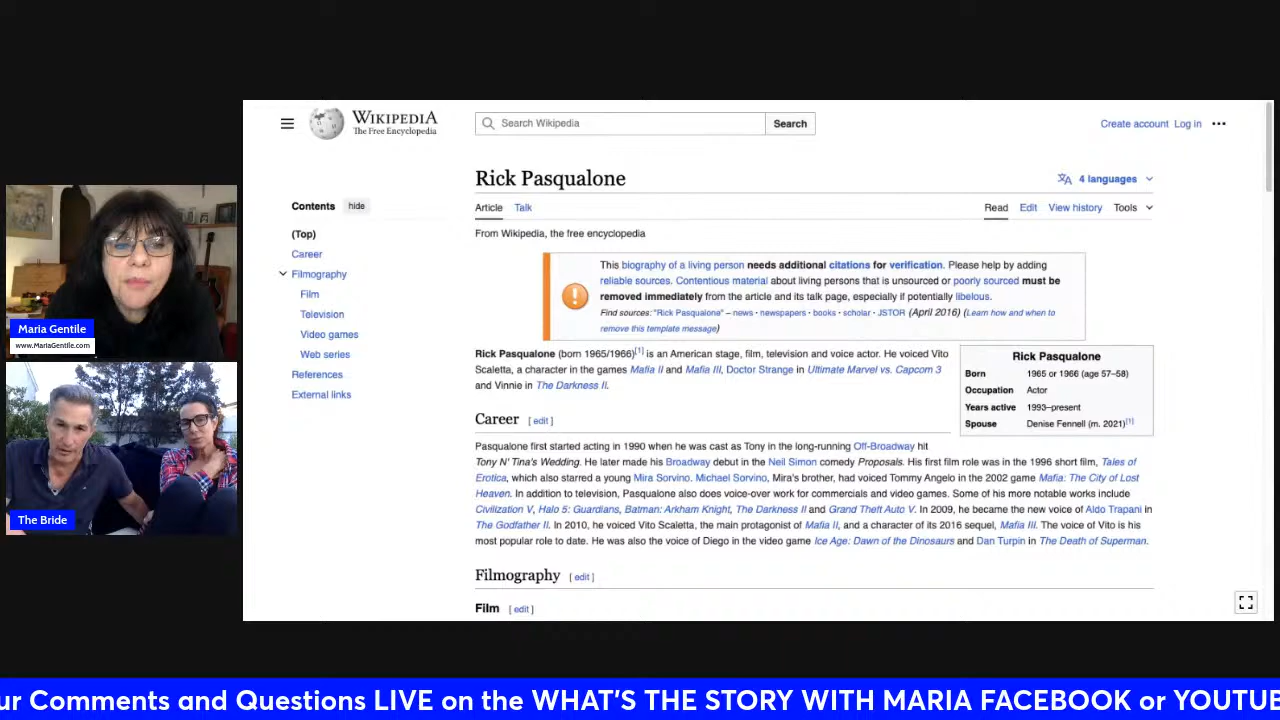 WIKIPEDIA
The Free Encyclopedia
Search Wikipedia
Search
Create account Log in
Contents hide
(Top)
Career
Filmography
Film
Television
Video games
Web series
References
External links
Rick Pasqualone
4 languages
Article Talk
Read Edit View history Tools
From Wikipedia, the free encyclopedia
This biography of a living person needs additional citations for verification. Please help by adding
reliable sources. Contentious material about living persons that is unsourced or poorly sourced must be
removed immediately from the article and its talk page, especially if potentially libelous.
Find sources: "Rick Pasqualone" – news · newspapers · books · scholar · JSTOR (April 2016) (Learn how and when to
remove this template message)
Rick Pasqualone (born 1965/1966)[1] is an American stage, film, television and voice actor. He voiced Vito
Scaletta, a character in the games Mafia II and Mafia III, Doctor Strange in Ultimate Marvel vs. Capcom 3
and Vinnie in The Darkness II.
Rick Pasqualone
Born 1965 or 1966 (age 57–58)
Occupation Actor
Years active 1993–present
Spouse Denise Fennell (m. 2021)[1]
Career [ edit ]
Pasqualone first started acting in 1990 when he was cast as Tony in the long-running Off-Broadway hit
Tony N' Tina's Wedding. He later made his Broadway debut in the Neil Simon comedy Proposals. His first film role was in the 1996 short film, Tales of
Erotica, which also starred a young Mira Sorvino. Michael Sorvino, Mira's brother, had voiced Tommy Angelo in the 2002 game Mafia: The City of Lost
Heaven. In addition to television, Pasqualone also does voice-over work for commercials and video games. Some of his more notable works include
Civilization V, Halo 5: Guardians, Batman: Arkham Knight, The Darkness II and Grand Theft Auto V. In 2009, he became the new voice of Aldo Trapani in
The Godfather II. In 2010, he voiced Vito Scaletta, the main protagonist of Mafia II, and a character of its 2016 sequel, Mafia III. The voice of Vito is his
most popular role to date. He was also the voice of Diego in the video game Ice Age: Dawn of the Dinosaurs and Dan Turpin in The Death of Superman.
Filmography [ edit ]
Film [ edit ]
Maria Gentile
www.MariaGentile.com
The Bride
ur Comments and Questions LIVE on the WHAT'S THE STORY WITH MARIA FACEBOOK or YOUTUBE